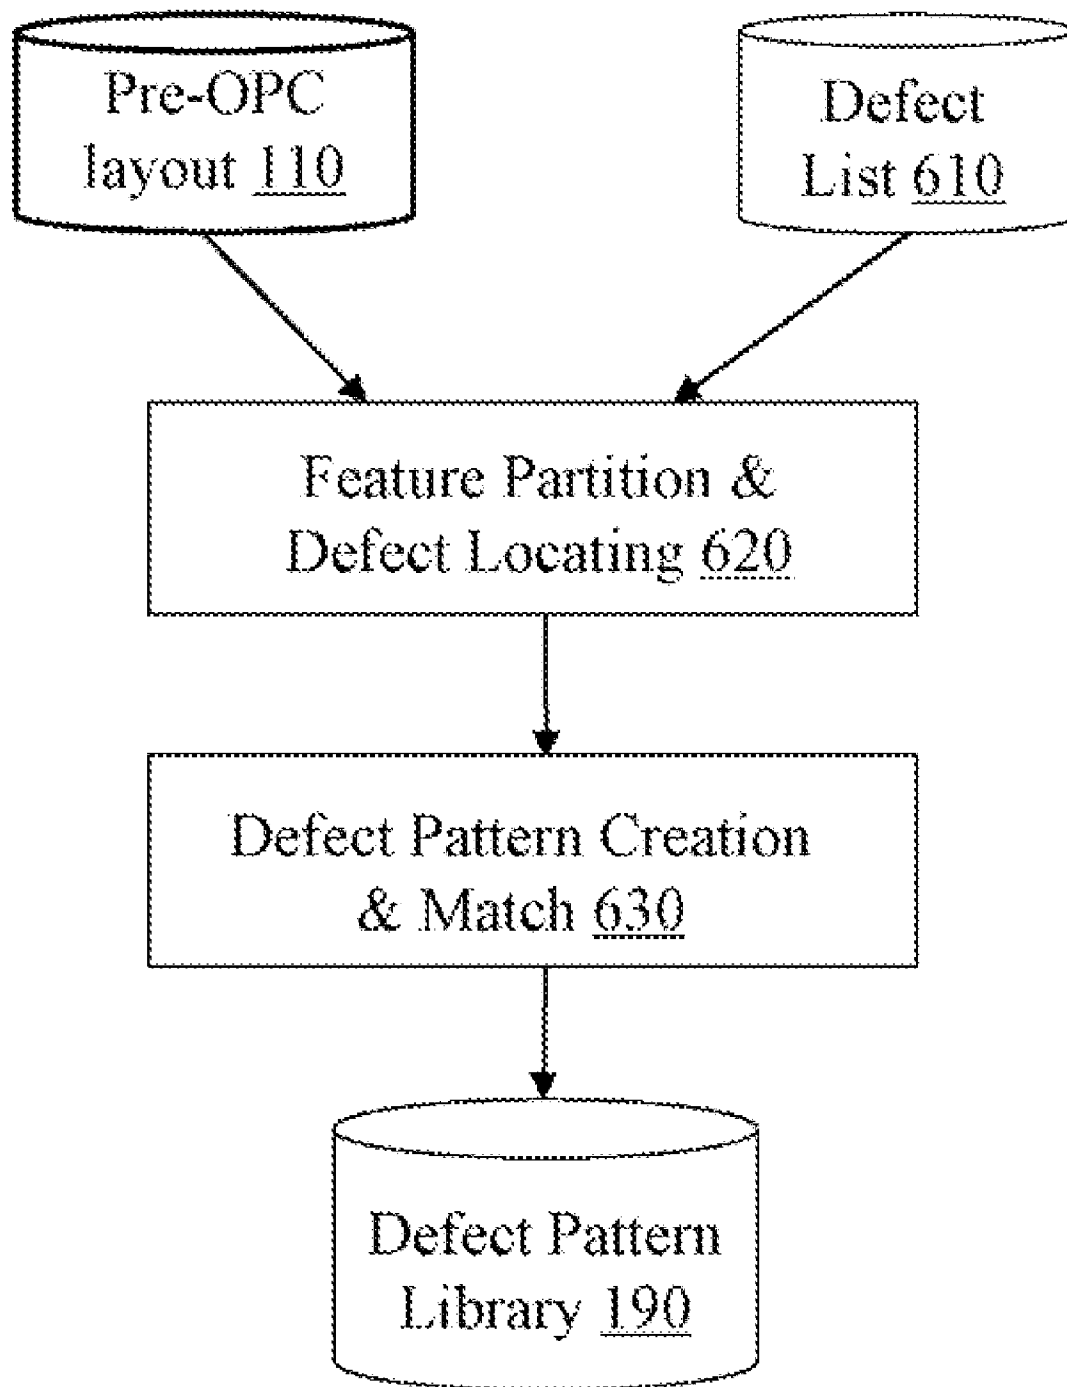 Pre-OPC
layout 110
Defect
List 610
Feature Partition &
Defect Locating 620
Defect Pattern Creation
& Match 630
Defect Pattern
Library 190